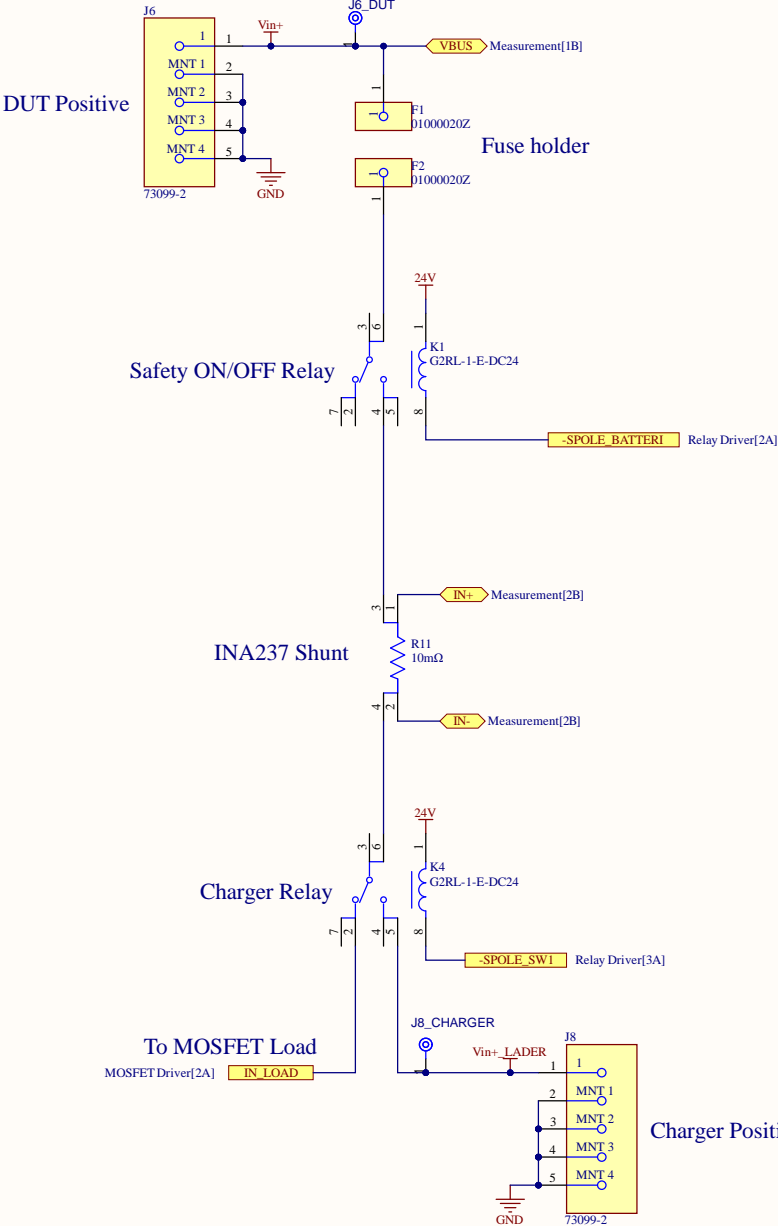 J6
J6_DUT
Vin+
1
1
VBUS
Measurement[1B]
MNT 1
2
DUT Positive
MNT 2
3
MNT 3
4
MNT 4
5
73099-2
GND
1
1
F1
01000020Z
Fuse holder
1
F2
01000020Z
1
24V
3
6
1
K1
G2RL-1-E-DC24
Safety ON/OFF Relay
7
2
4
5
8
-SPOLE_BATTERI
Relay Driver[2A]
3
1
IN+
Measurement[2B]
INA237 Shunt
R11
10mΩ
4
2
IN-
Measurement[2B]
24V
3
6
1
K4
G2RL-1-E-DC24
Charger Relay
7
2
4
5
8
-SPOLE_SW1
Relay Driver[3A]
J8_CHARGER
J8
To MOSFET Load
Vin+_LADER
MOSFET Driver[2A]
IN_LOAD
1
1
2
MNT 1
3
MNT 2
Charger Positi
4
MNT 3
5
MNT 4
GND
73099-2